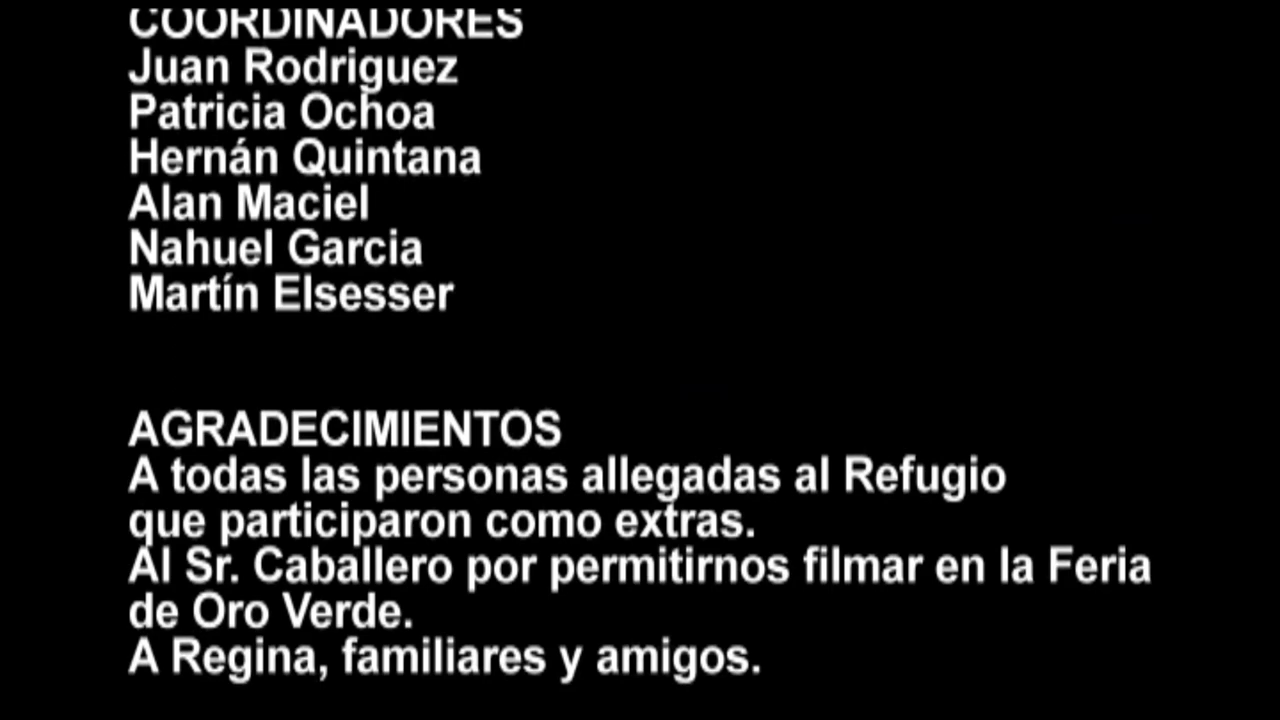 COORDINADORES
Juan Rodriguez
Patricia Ochoa
Hernán Quintana
Alan Maciel
Nahuel Garcia
Martín Elsesser
AGRADECIMIENTOS
A todas las personas allegadas al Refugio
que participaron como extras.
Al Sr. Caballero por permitirnos filmar en la Feria
de Oro Verde.
A Regina, familiares y amigos.